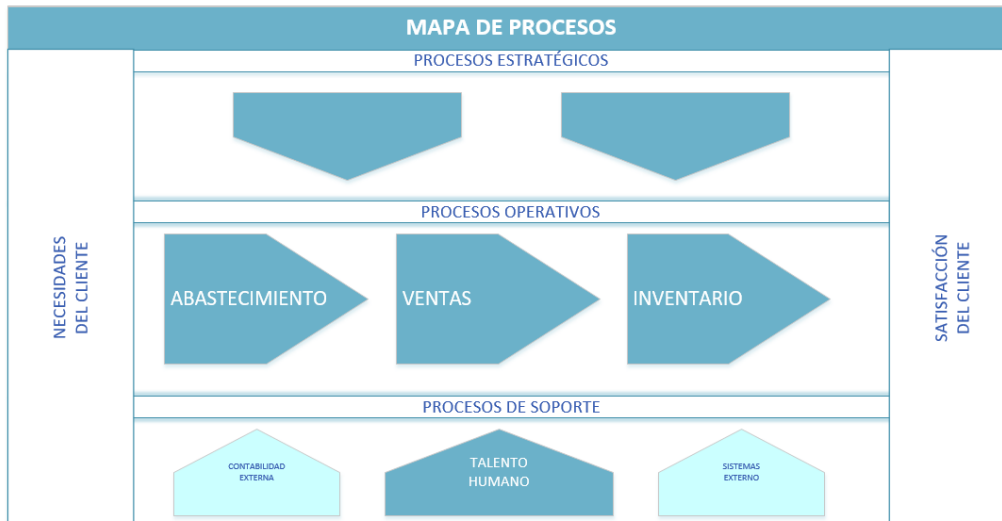 MAPA DE PROCESOS
PROCESOS ESTRATÉGICOS
PROCESOS OPERATIVOS
NECESIDADES
DEL CLIENTE
ABASTECIMIENTO
VENTAS
INVENTARIO
SATISFACCIÓN
DEL CLIENTE
PROCESOS DE SOPORTE
CONTABILIDAD
EXTERNA
TALENTO
HUMANO
SISTEMAS
EXTERNO